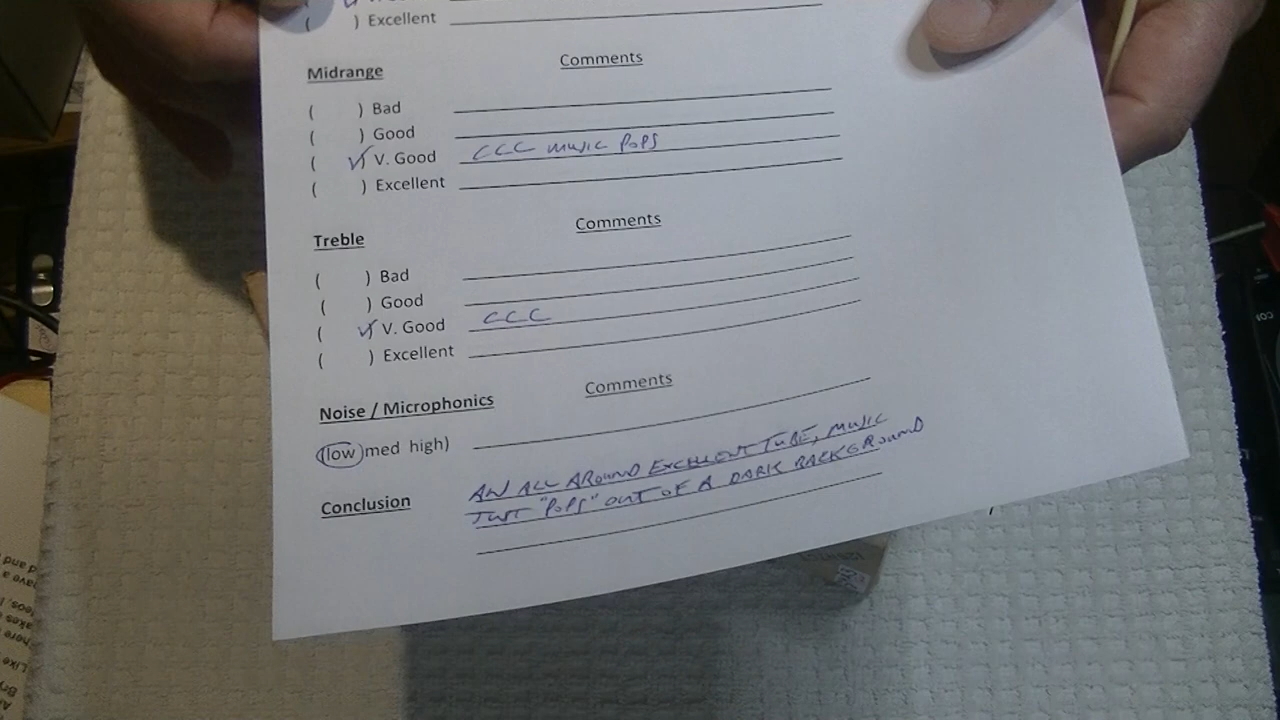 ( ) Excellent
Midrange Comments
( ) Bad
( ) Good
( ✓) V. Good CCC MUSIC POPS
( ) Excellent
Treble Comments
( ) Bad
( ) Good
( ✓) V. Good CCC
( ) Excellent
Noise / Microphonics Comments
(low med high)
Conclusion AN ALL AROUND EXCELLENT TUBE, MUSIC
JUST "POPS" OUT OF A DARK BACKGROUND